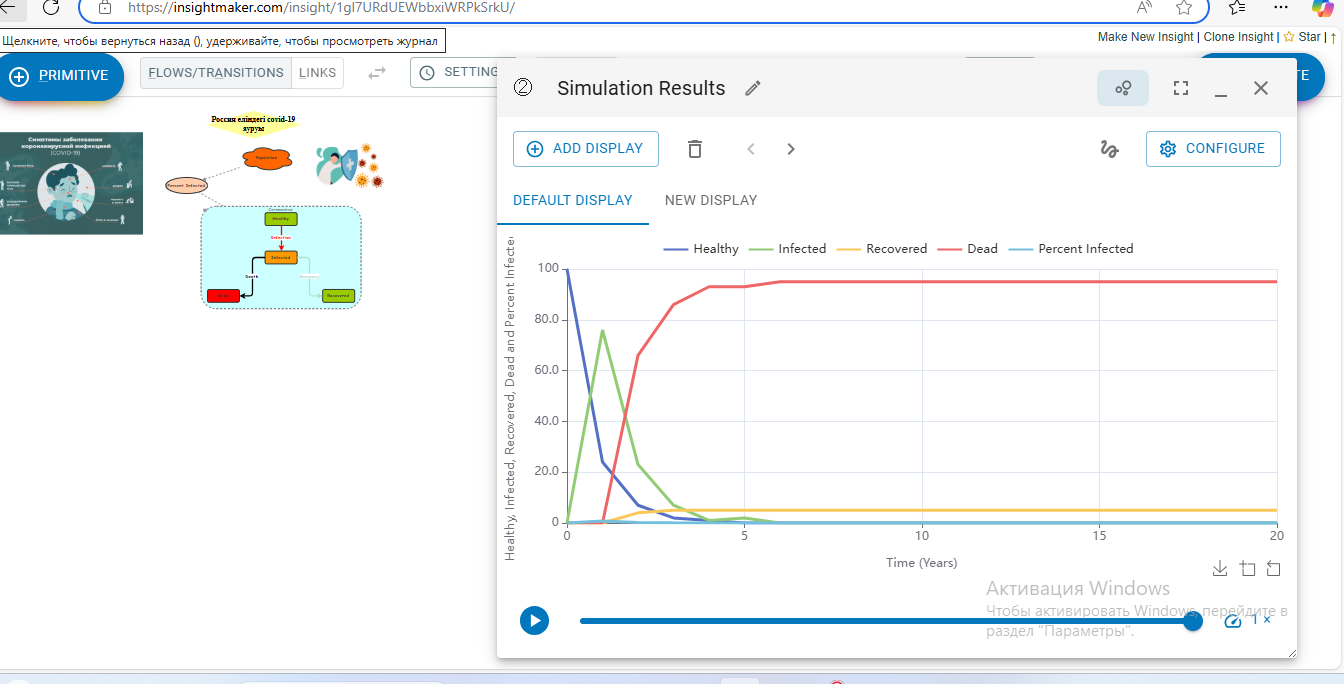 https://insightmaker.com/insight/1gl7URdUEWbbxiWRPkSrkU/
Щелкните, чтобы вернуться назад (), удерживайте, чтобы просмотреть журнал
Make New Insight | Clone Insight | Star | ↑
PRIMITIVE
FLOWS/TRANSITIONS
LINKS
SETTING
TE
Россия еліндегі covid-19
ауруы
Симптомы заболевания
коронавирусной инфекцией
(COVID-19)
Population
Percent Infected
Coronavirus
Healthy
Infection
Infected
Death
Recovered
② Simulation Results
ADD DISPLAY
CONFIGURE
DEFAULT DISPLAY
NEW DISPLAY
Healthy Infected Recovered Dead Percent Infected
Healthy, Infected, Recovered, Dead and Percent Infecte
100
80.0
60.0
40.0
20.0
0
0 5 10 15 20
Time (Years)
Активация Windows
Чтобы активировать Windows, перейдите в
раздел "Параметры".
1 ×